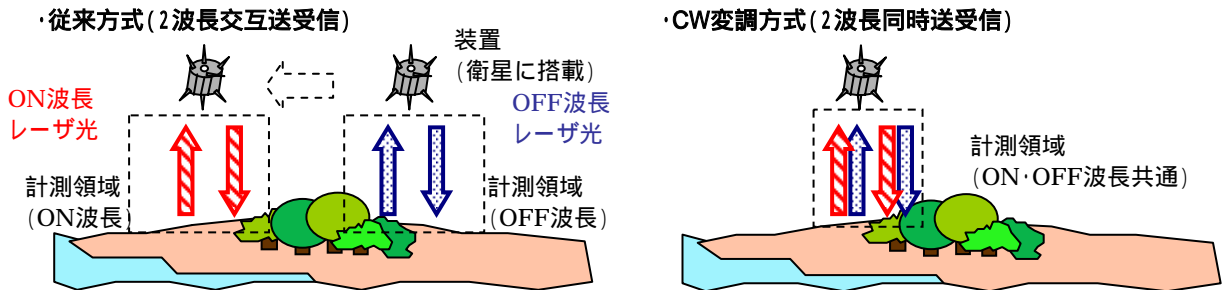 ･従来方式(2波長交互送受信)
装置
(衛星に搭載)
ON波長
レーザ光
OFF波長
レーザ光
計測領域
(ON波長)
計測領域
(OFF波長)
･CW変調方式(2波長同時送受信)
計測領域
(ON･OFF波長共通)